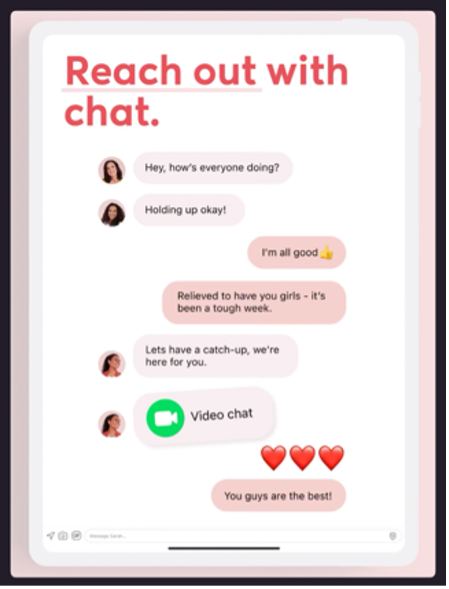 Reach out with
chat.
Hey, how's everyone doing?
Holding up okay!
I'm all good👍
Relieved to have you girls - it's
been a tough week.
Lets have a catch-up, we're
here for you.
Video chat
❤️❤️❤️
You guys are the best!